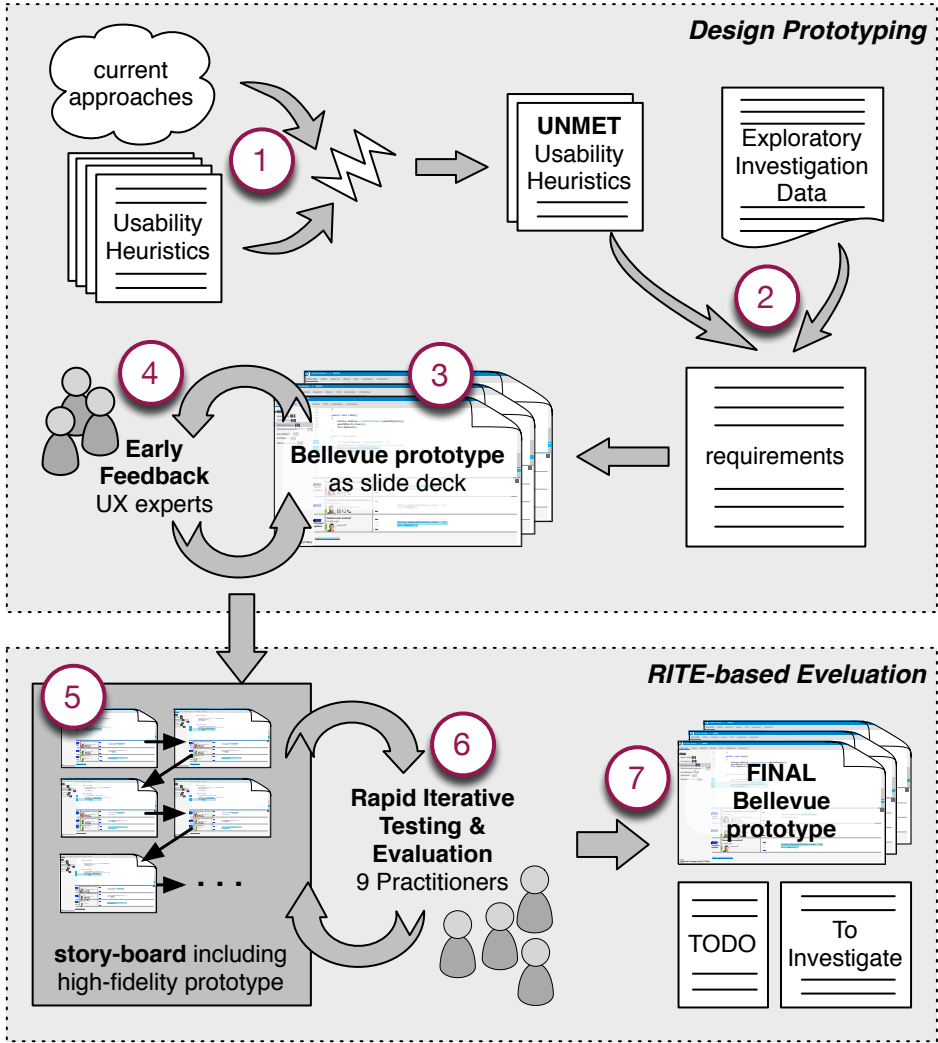 Design Prototyping
current
approaches
1
Usability
Heuristics
UNMET
Usability
Heuristics
Exploratory
Investigation
Data
2
requirements
3
Bellevue prototype
as slide deck
4
Early
Feedback
UX experts
RITE-based Eveluation
5
story-board including
high-fidelity prototype
. . .
6
Rapid Iterative
Testing &
Evaluation
9 Practitioners
7
FINAL
Bellevue
prototype
TODO
To
Investigate